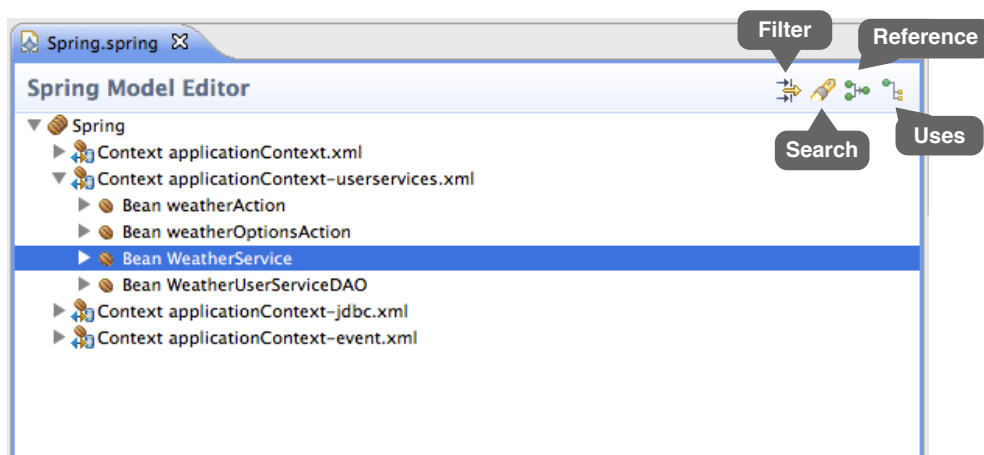 Filter
Spring.spring
Reference
Spring Model Editor
Search
Uses
Spring
Context applicationContext.xml
Context applicationContext-userservices.xml
Bean weatherAction
Bean weatherOptionsAction
Bean WeatherService
Bean WeatherUserServiceDAO
Context applicationContext-jdbc.xml
Context applicationContext-event.xml